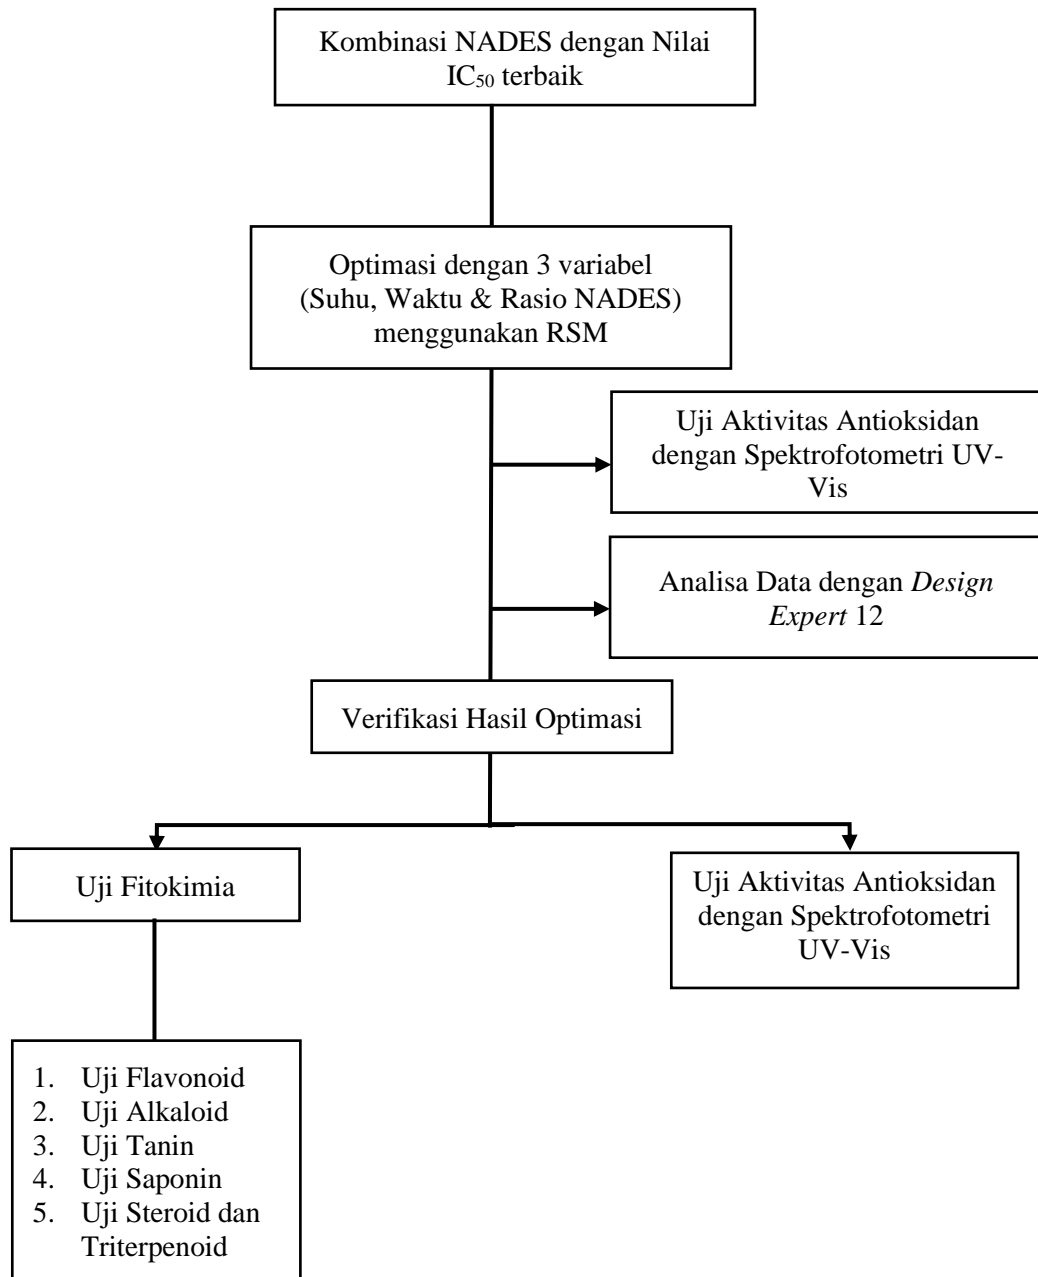 Kombinasi NADES dengan Nilai
IC₅₀ terbaik
Optimasi dengan 3 variabel
(Suhu, Waktu & Rasio NADES)
menggunakan RSM
Uji Aktivitas Antioksidan
dengan Spektrofotometri UV-
Vis
Analisa Data dengan Design
Expert 12
Verifikasi Hasil Optimasi
Uji Fitokimia
Uji Aktivitas Antioksidan
dengan Spektrofotometri
UV-Vis
1. Uji Flavonoid
2. Uji Alkaloid
3. Uji Tanin
4. Uji Saponin
5. Uji Steroid dan
Triterpenoid